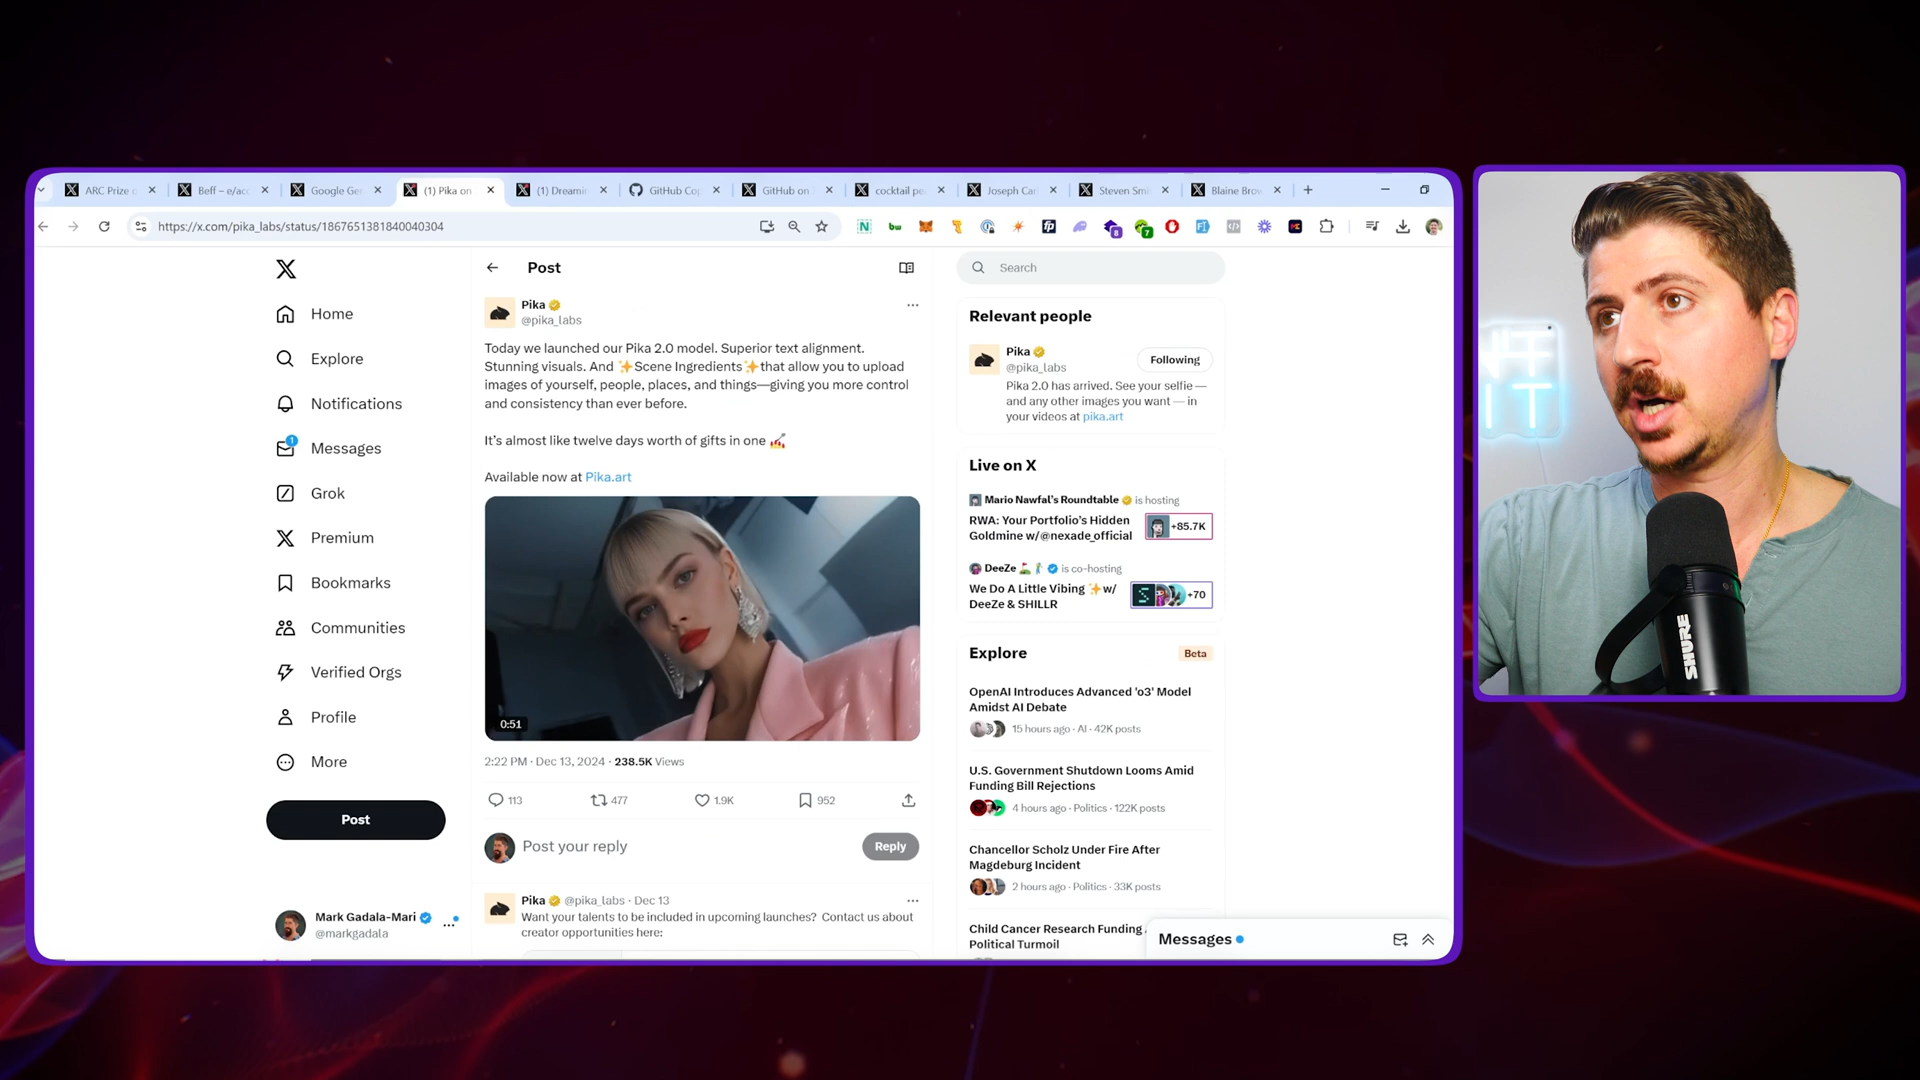 ARC Prize
Beff – e/acc
Google Ger
(1) Pika on
(1) Dreamin
GitHub Cop
GitHub on
cocktail pe
Joseph Carl
Steven Smi
Blaine Brow
https://x.com/pika_labs/status/1867651381840040304
Home
Explore
Notifications
1
Messages
Grok
Premium
Bookmarks
Communities
Verified Orgs
Profile
More
Post
Mark Gadala-Mari
@markgadala
Post
Pika
@pika_labs
Today we launched our Pika 2.0 model. Superior text alignment.
Stunning visuals. And ✨Scene Ingredients✨that allow you to upload
images of yourself, people, places, and things—giving you more control
and consistency than ever before.
It’s almost like twelve days worth of gifts in one 💅
Available now at Pika.art
0:51
2:22 PM · Dec 13, 2024 · 238.5K Views
113
477
1.9K
952
Post your reply
Reply
Pika @pika_labs · Dec 13
Want your talents to be included in upcoming launches? Contact us about
creator opportunities here:
Search
Relevant people
Pika
@pika_labs
Following
Pika 2.0 has arrived. See your selfie —
and any other images you want — in
your videos at pika.art
Live on X
Mario Nawfal’s Roundtable is hosting
RWA: Your Portfolio’s Hidden
Goldmine w/@nexade_official
+85.7K
DeeZe is co-hosting
We Do A Little Vibing ✨w/
DeeZe & SHILLR
+70
Explore
Beta
OpenAI Introduces Advanced 'o3' Model
Amidst AI Debate
15 hours ago · AI · 42K posts
U.S. Government Shutdown Looms Amid
Funding Bill Rejections
4 hours ago · Politics · 122K posts
Chancellor Scholz Under Fire After
Magdeburg Incident
2 hours ago · Politics · 33K posts
Child Cancer Research Funding
Political Turmoil
Messages
SHURE
IT